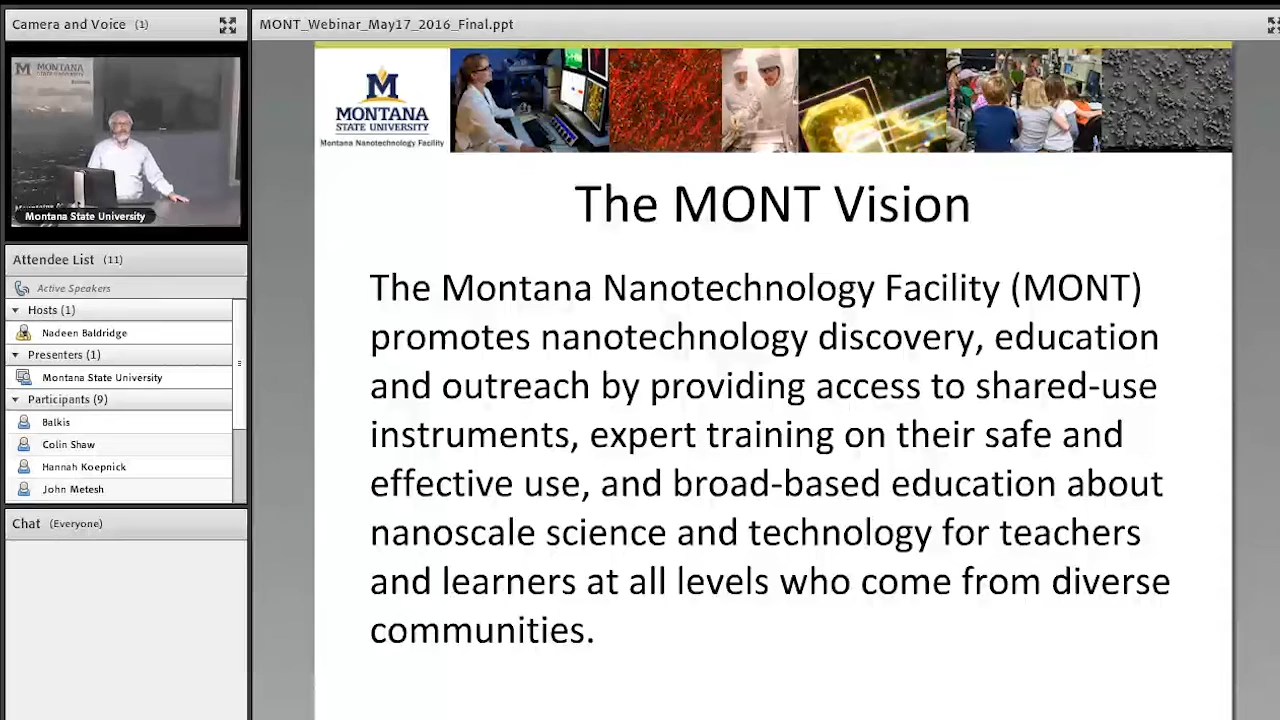 Camera and Voice (1)
MONT_Webinar_May17_2016_Final.ppt
M MONTANA
Montana State University
Attendee List (11)
Active Speakers
Hosts (1)
Nadeen Baldridge
Presenters (1)
Montana State University
Participants (9)
Balkis
Colin Shaw
Hannah Koepnick
John Metesh
Chat (Everyone)
M
MONTANA
STATE UNIVERSITY
Montana Nanotechnology Facility
The MONT Vision
The Montana Nanotechnology Facility (MONT)
promotes nanotechnology discovery, education
and outreach by providing access to shared-use
instruments, expert training on their safe and
effective use, and broad-based education about
nanoscale science and technology for teachers
and learners at all levels who come from diverse
communities.